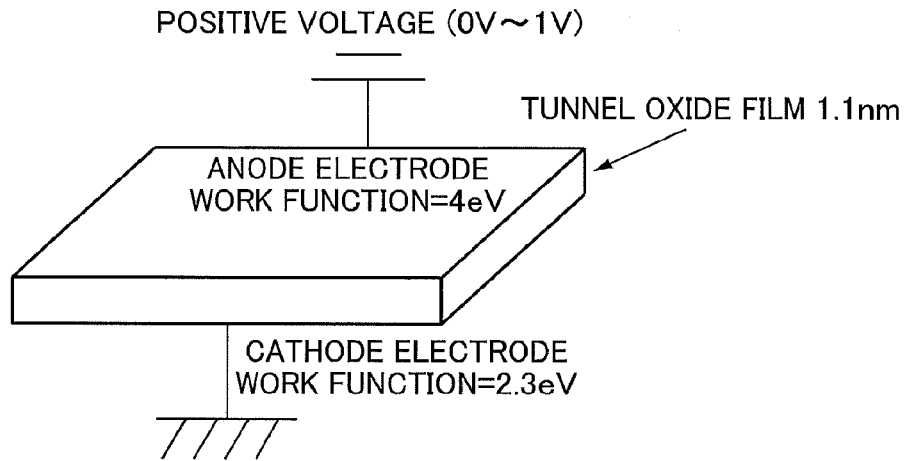 POSITIVE VOLTAGE (0V～1V)
TUNNEL OXIDE FILM 1.1nm
ANODE ELECTRODE
WORK FUNCTION=4eV
CATHODE ELECTRODE
WORK FUNCTION=2.3eV